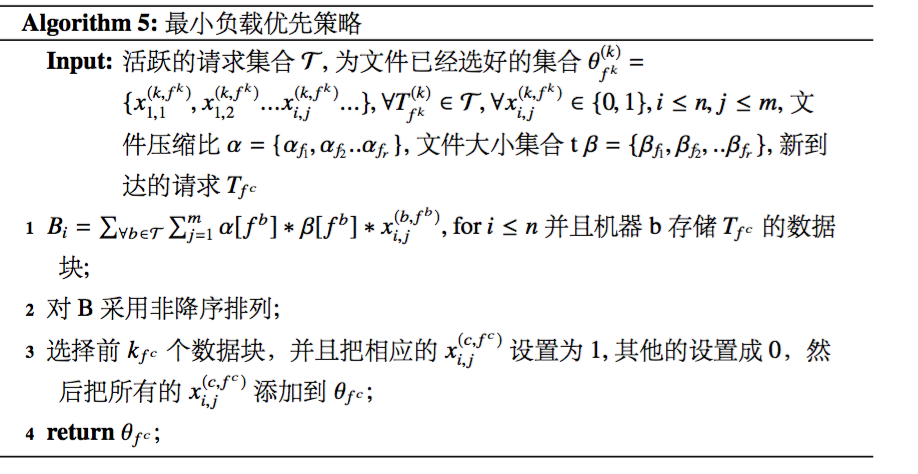 Algorithm 5: 最小负载优先策略
Input: 活跃的请求集合 𝒯, 为文件已经选好的集合 θ_{f^k}^{(k)} =
{x_{1,1}^{(k,f^k)}, x_{1,2}^{(k,f^k)}...x_{i,j}^{(k,f^k)}...}, ∀T_{f^k}^{(k)} ∈ 𝒯, ∀x_{i,j}^{(k,f^k)} ∈ {0, 1}, i ≤ n, j ≤ m, 文
件压缩比 α = {α_{f_1}, α_{f_2}..α_{f_r}}, 文件大小集合 t β = {β_{f_1}, β_{f_2}, ..β_{f_r}}, 新到
达的请求 T_{f^c}
1 B_i = ∑_{∀b∈𝒯} ∑_{j=1}^{m} α[f^b] * β[f^b] * x_{i,j}^{(b,f^b)}, for i ≤ n 并且机器 b 存储 T_{f^c} 的数据
块;
2 对 B 采用非降序排列;
3 选择前 k_{f^c} 个数据块，并且把相应的 x_{i,j}^{(c,f^c)} 设置为 1, 其他的设置成 0，然
后把所有的 x_{i,j}^{(c,f^c)} 添加到 θ_{f^c};
4 return θ_{f^c};